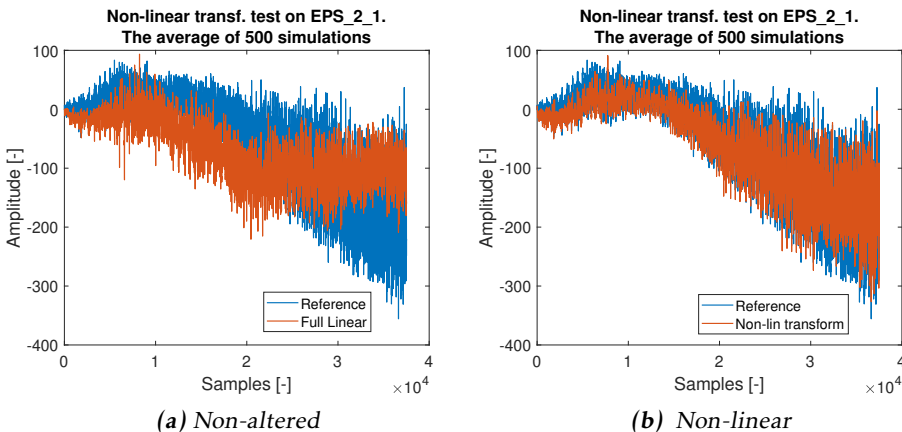 Non-linear transf. test on EPS_2_1.
The average of 500 simulations
100
0
-100
-200
-300
-400
Amplitude [-]
0
1
2
3
4
Samples [-]
×10^4
Reference
Full Linear
(a) Non-altered
Non-linear transf. test on EPS_2_1.
The average of 500 simulations
100
0
-100
-200
-300
-400
Amplitude [-]
0
1
2
3
4
Samples [-]
×10^4
Reference
Non-lin transform
(b) Non-linear